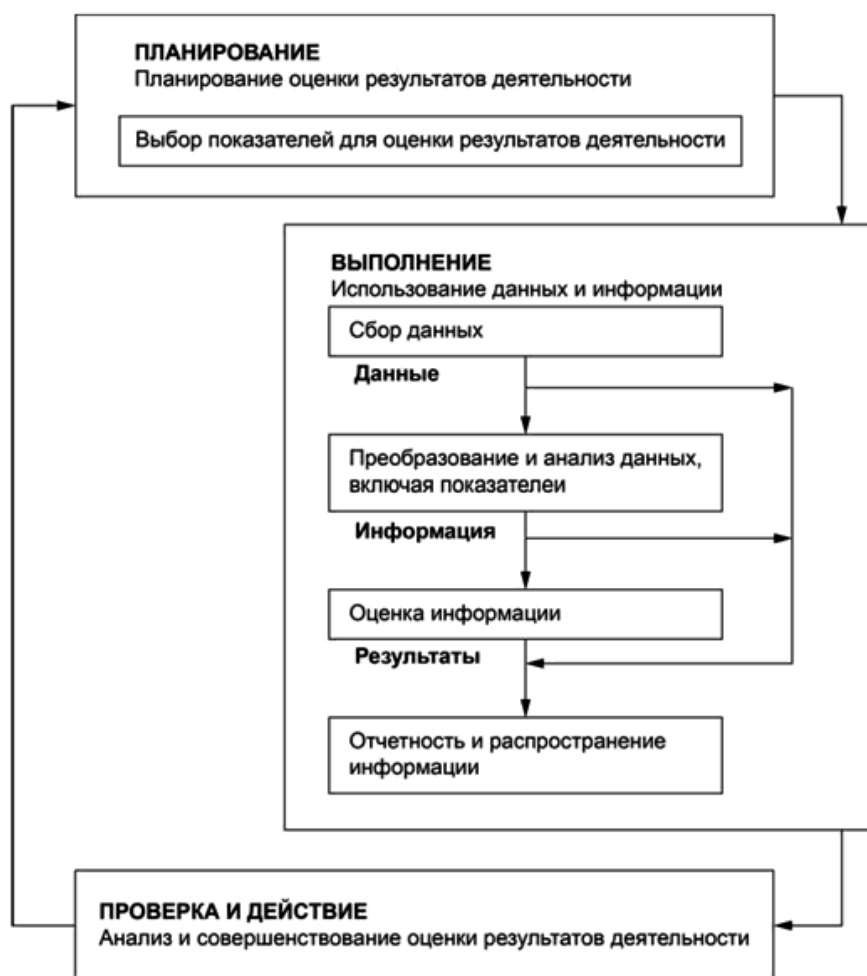 ПЛАНИРОВАНИЕ
Планирование оценки результатов деятельности
Выбор показателей для оценки результатов деятельности
ВЫПОЛНЕНИЕ
Использование данных и информации
Сбор данных
Данные
Преобразование и анализ данных,
включая показателеи
Информация
Оценка информации
Результаты
Отчетность и распространение
информации
ПРОВЕРКА И ДЕЙСТВИЕ
Анализ и совершенствование оценки результатов деятельности